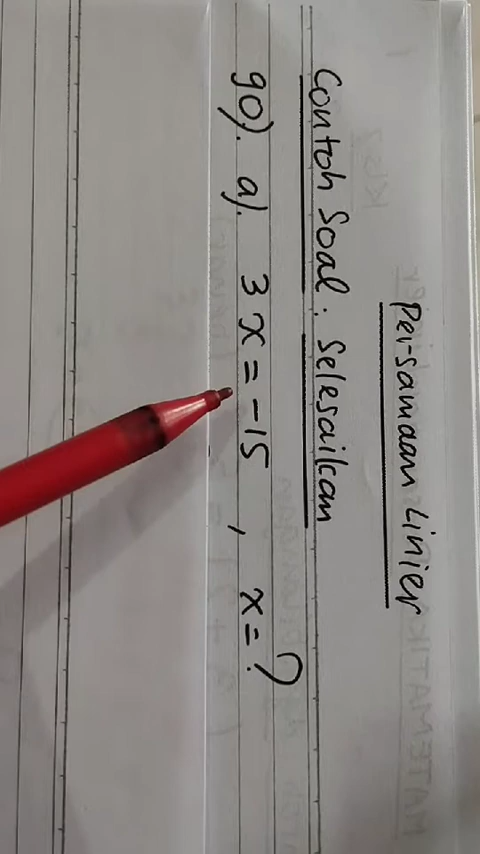 Persamaan Linier
Contoh Soal : Selesaikan
90). a). 3x = -15 , x = ?